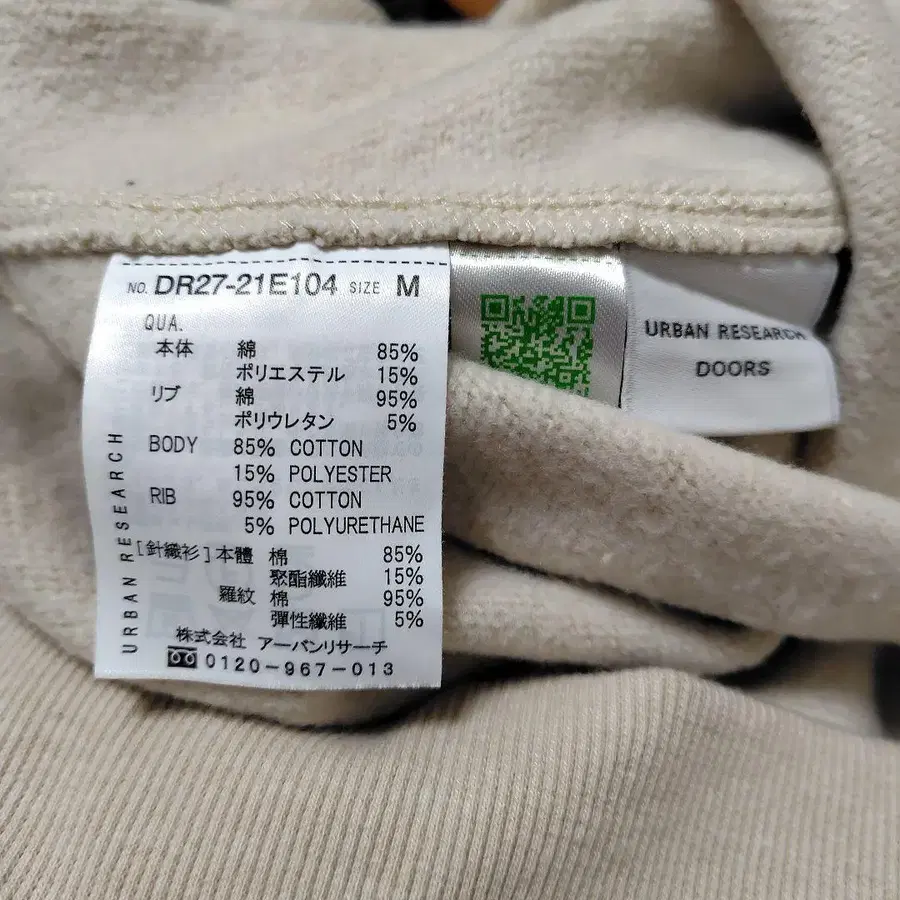 NO. DR27-21E104 SIZE M
QUA.
本体 綿 85%
ポリエステル 15%
リブ 綿 95%
ポリウレタン 5%
BODY 85% COTTON
15% POLYESTER
RIB 95% COTTON
5% POLYURETHANE
[針織衫]本體 棉 85%
聚酯纖維 15%
羅紋 棉 95%
彈性纖維 5%
株式会社 アーバンリサーチ
0120-967-013
URBAN RESEARCH
URBAN RESEARCH
DOORS